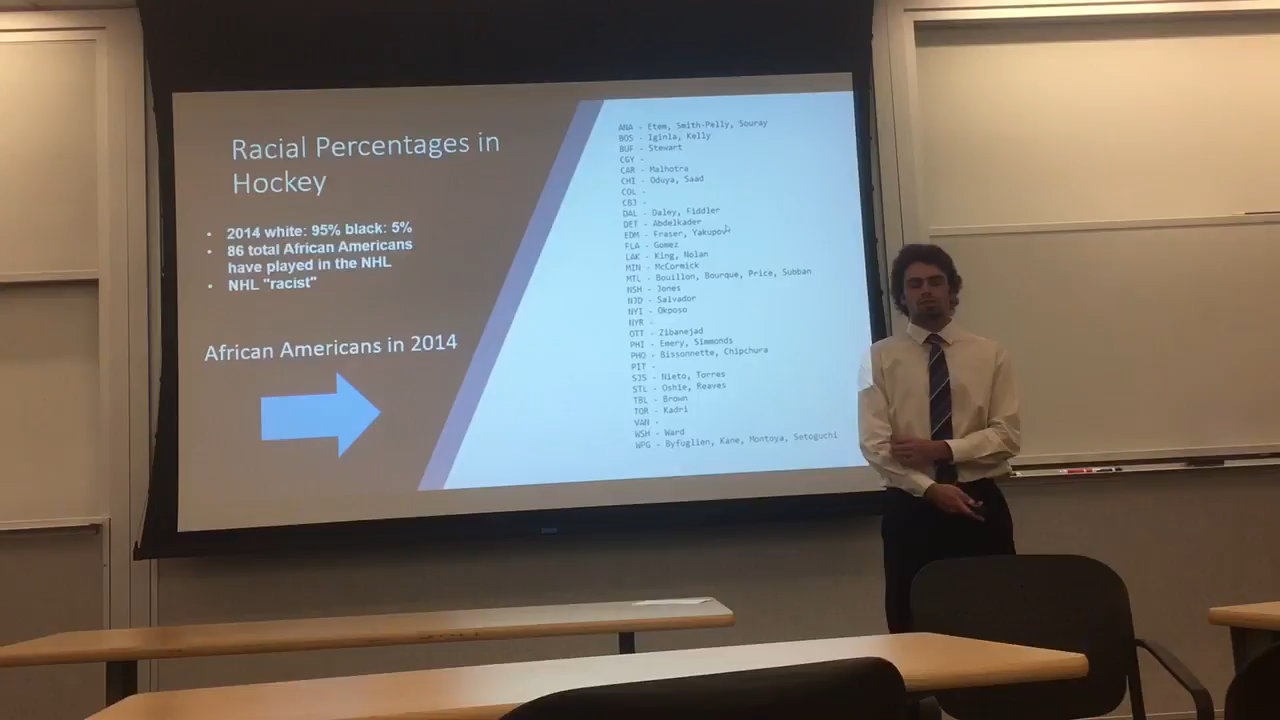 Racial Percentages in
Hockey
• 2014 white: 95% black: 5%
• 86 total African Americans
have played in the NHL
• NHL "racist"
African Americans in 2014
ANA - Etem, Smith-Pelly, Souray
BOS - Iginla, Kelly
BUF - Stewart
CGY -
CAR - Malhotra
CHI - Oduya, Saad
COL -
CBJ -
DAL - Daley, Fiddler
DET - Abdelkader
EDM - Fraser, Yakupov
FLA - Gomez
LAK - King, Nolan
MIN - McCormick
MTL - Bouillon, Bourque, Price, Subban
NSH - Jones
NJD - Salvador
NYI - Okposo
NYR -
OTT - Zibanejad
PHI - Emery, Simmonds
PHO - Bissonnette, Chipchura
PIT -
SJS - Nieto, Torres
STL - Oshie, Reaves
TBL - Brown
TOR - Kadri
VAN -
WSH - Ward
WPG - Byfuglien, Kane, Montoya, Setoguchi